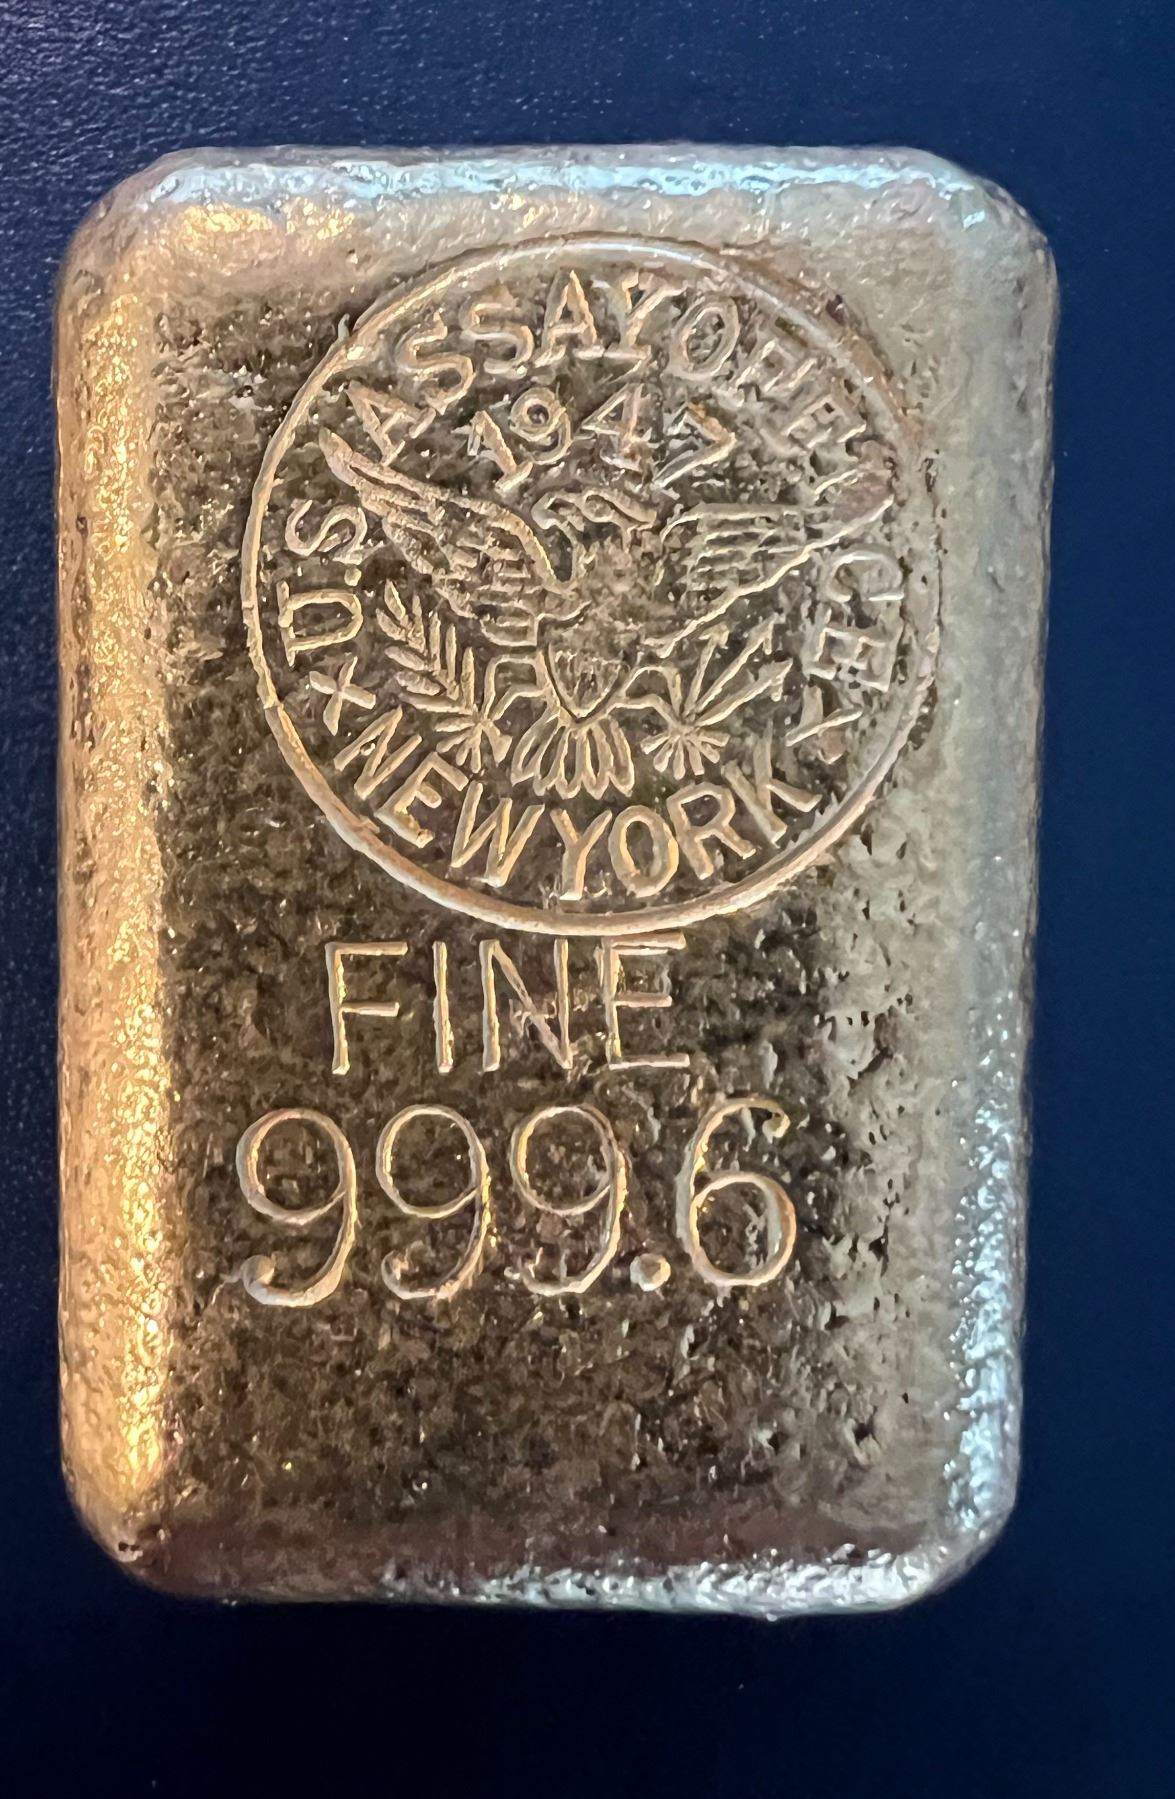 U.S ASSAY OFFICE
1947
X NEW YORK X
FINE
999.6